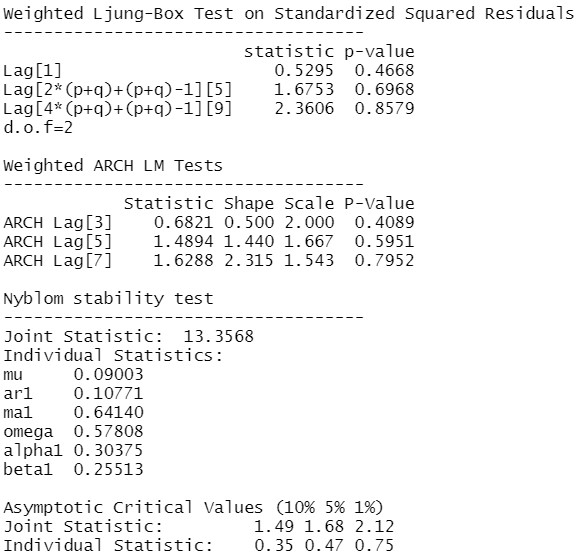 Weighted Ljung-Box Test on Standardized Squared Residuals
------------------------------------
                        statistic p-value
Lag[1]                     0.5295  0.4668
Lag[2*(p+q)+(p+q)-1][5]    1.6753  0.6968
Lag[4*(p+q)+(p+q)-1][9]    2.3606  0.8579
d.o.f=2

Weighted ARCH LM Tests
------------------------------------
            Statistic Shape Scale P-Value
ARCH Lag[3]    0.6821 0.500 2.000  0.4089
ARCH Lag[5]    1.4894 1.440 1.667  0.5951
ARCH Lag[7]    1.6288 2.315 1.543  0.7952

Nyblom stability test
------------------------------------
Joint Statistic:  13.3568
Individual Statistics:
mu     0.09003
ar1    0.10771
ma1    0.64140
omega  0.57808
alpha1 0.30375
beta1  0.25513

Asymptotic Critical Values (10% 5% 1%)
Joint Statistic:         1.49 1.68 2.12
Individual Statistic:    0.35 0.47 0.75